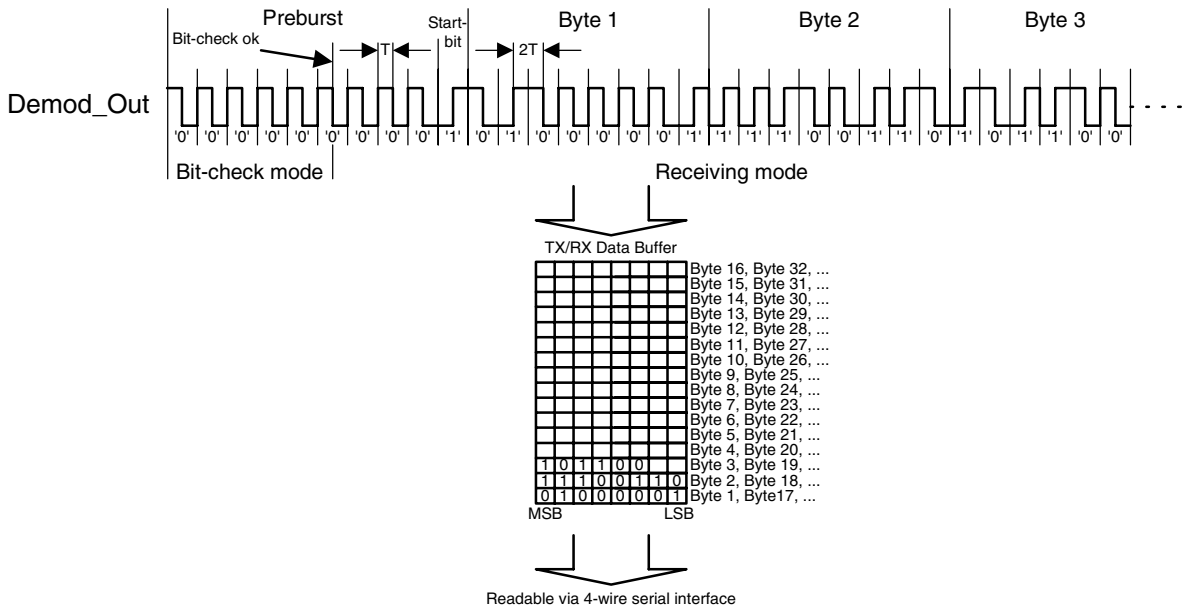 Preburst
Start-
bit
Byte 1
Byte 2
Byte 3
Bit-check ok
T
2T
Demod_Out
'0' '0' '0' '0' '0' '0' '0' '0' '0' '1' '0' '1' '0' '0' '0' '0' '0' '1' '1' '1' '1' '0' '0' '1' '1' '0' '1' '0' '1' '1' '0' '0'
Bit-check mode
Receiving mode
TX/RX Data Buffer
Byte 16, Byte 32, ...
Byte 15, Byte 31, ...
Byte 14, Byte 30, ...
Byte 13, Byte 29, ...
Byte 12, Byte 28, ...
Byte 11, Byte 27, ...
Byte 10, Byte 26, ...
Byte 9, Byte 25, ...
Byte 8, Byte 24, ...
Byte 7, Byte 23, ...
Byte 6, Byte 22, ...
Byte 5, Byte 21, ...
Byte 4, Byte 20, ...
1 0 1 1 0 0 Byte 3, Byte 19, ...
1 1 1 0 0 1 1 0 Byte 2, Byte 18, ...
0 1 0 0 0 0 0 1 Byte 1, Byte17, ...
MSB LSB
Readable via 4-wire serial interface